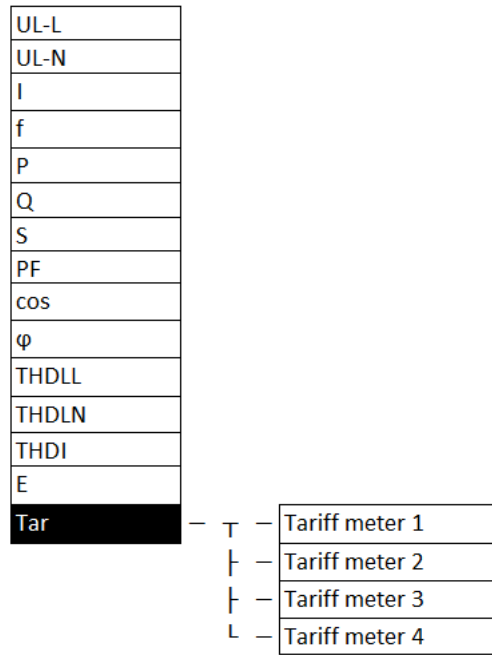 UL-L
UL-N
I
f
P
Q
S
PF
cos
φ
THDLL
THDLN
THDI
E
Tar — ┬ — Tariff meter 1
├ — Tariff meter 2
├ — Tariff meter 3
└ — Tariff meter 4